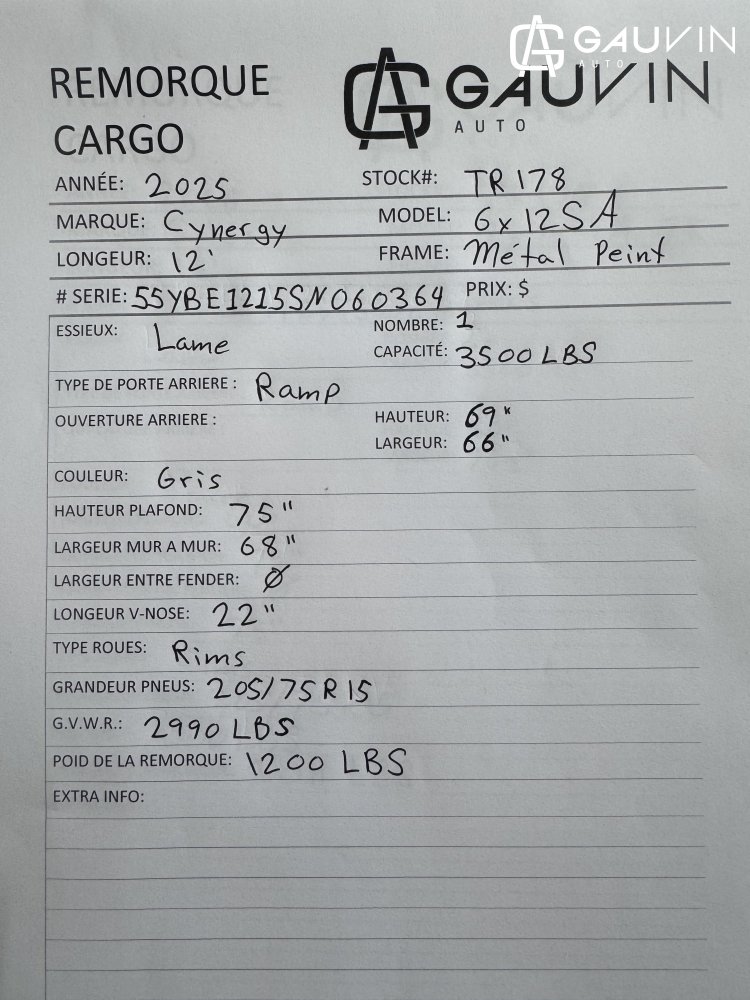 GAUVIN
AUTO
REMORQUE
CARGO
GAUVIN
AUTO
ANNÉE: 2025 STOCK#: TR178
MARQUE: Cynergy MODEL: 6x12SA
LONGEUR: 12' FRAME: Métal Peint
# SERIE: 55YBE1215SN060364 PRIX: $
ESSIEUX: Lame NOMBRE: 1
CAPACITÉ: 3500 LBS
TYPE DE PORTE ARRIERE : Ramp
OUVERTURE ARRIERE : HAUTEUR: 69"
LARGEUR: 66"
COULEUR: Gris
HAUTEUR PLAFOND: 75"
LARGEUR MUR A MUR: 68"
LARGEUR ENTRE FENDER: Ø
LONGEUR V-NOSE: 22"
TYPE ROUES: Rims
GRANDEUR PNEUS: 205/75R15
G.V.W.R.: 2990 LBS
POID DE LA REMORQUE: 1200 LBS
EXTRA INFO: